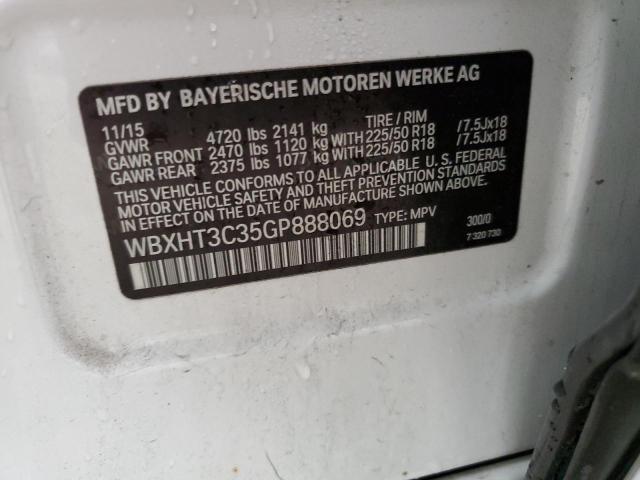 MFD BY BAYERISCHE MOTOREN WERKE AG
11/15 TIRE / RIM
GVWR 4720 lbs 2141 kg
GAWR FRONT 2470 lbs 1120 kg WITH 225/50 R18 /7.5Jx18
GAWR REAR 2375 lbs 1077 kg WITH 225/50 R18 /7.5Jx18
THIS VEHICLE CONFORMS TO ALL APPLICABLE U. S. FEDERAL
MOTOR VEHICLE SAFETY AND THEFT PREVENTION STANDARDS
IN EFFECT ON THE DATE OF MANUFACTURE SHOWN ABOVE.
WBXHT3C35GP888069 TYPE: MPV 300/0
7 320 730